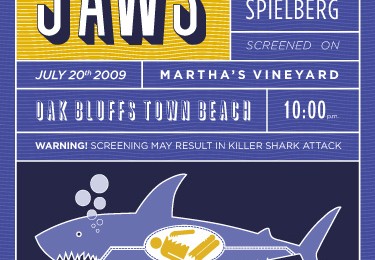 JAWS
SPIELBERG
SCREENED ON
JULY 20th 2009
MARTHA'S VINEYARD
OAK BLUFFS TOWN BEACH
10:00 p.m.
WARNING! SCREENING MAY RESULT IN KILLER SHARK ATTACK